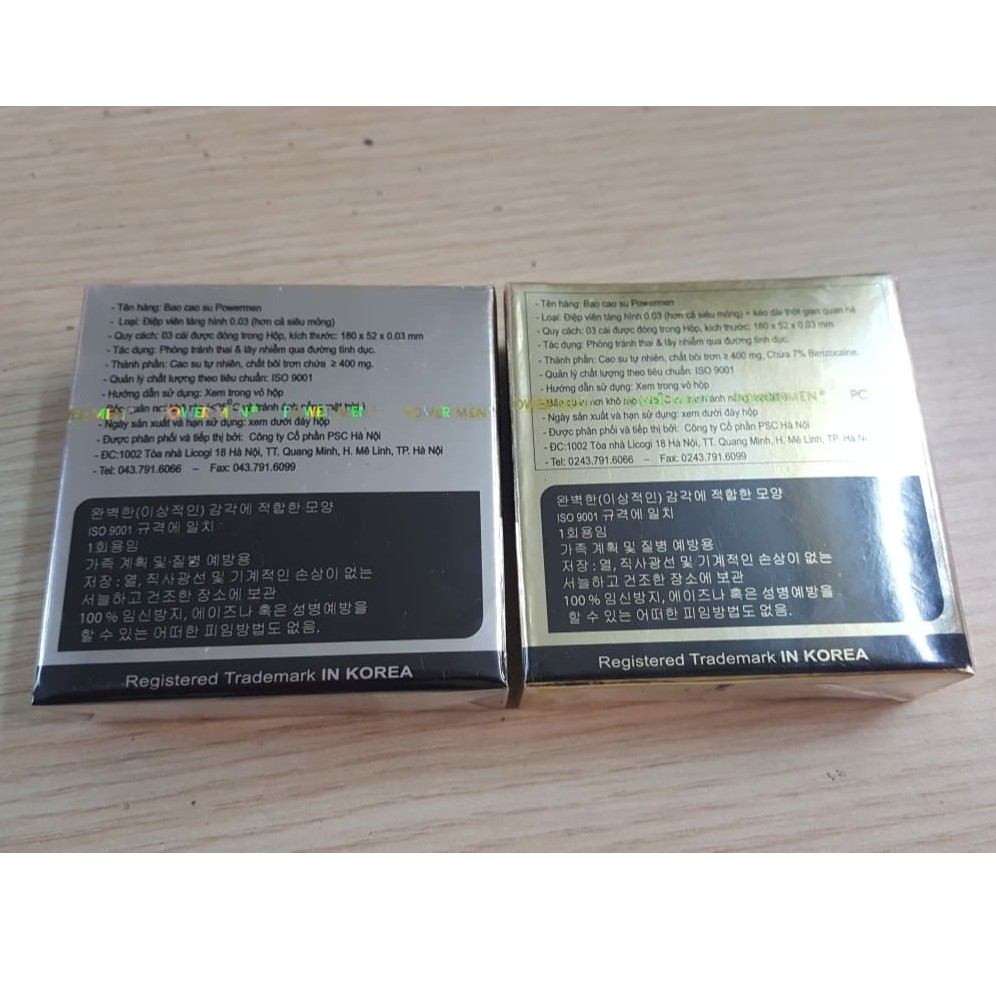 - Tên hàng: Bao cao su Powermen
- Loại: Điệp viên tàng hình 0.03 (hơn cả siêu mỏng)
- Quy cách: 03 cái được đóng trong Hộp, kích thước: 180 x 52 x 0.03 mm
- Tác dụng: Phòng tránh thai & lây nhiễm qua đường tình dục.
- Thành phần: Cao su tự nhiên, chất bôi trơn chứa ≥ 400 mg.
- Quản lý chất lượng theo tiêu chuẩn: ISO 9001
- Hướng dẫn sử dụng: Xem trong vỏ hộp
POWER MEN®
POWER MEN
- Ngày sản xuất và hạn sử dụng: xem dưới đáy hộp
- Được phân phối và tiếp thị bởi: Công ty Cổ phần PSC Hà Nội
- ĐC:1002 Tòa nhà Licogi 18 Hà Nội, TT. Quang Minh, H. Mê Linh, TP. Hà Nội
- Tel: 043.791.6066 – Fax: 043.791.6099
완벽한(이상적인) 감각에 적합한 모양
ISO 9001 규격에 일치
1회용임
가족 계획 및 질병 예방용
저장 : 열, 직사광선 및 기계적인 손상이 없는
서늘하고 건조한 장소에 보관
100 % 임신방지, 에이즈나 혹은 성병예방을
할 수 있는 어떠한 피임방법도 없음.
Registered Trademark IN KOREA
- Tên hàng: Bao cao su Powermen
- Loại: Điệp viên tàng hình 0.03 (hơn cả siêu mỏng) + kéo dài thời gian quan hệ
- Quy cách: 03 cái được đóng trong Hộp, kích thước: 180 x 52 x 0.03 mm
- Tác dụng: Phòng tránh thai & lây nhiễm qua đường tình dục.
- Thành phần: Cao su tự nhiên, chất bôi trơn ≥ 400 mg, Chứa 7% Benzocaine.
- Quản lý chất lượng theo tiêu chuẩn: ISO 9001
- Hướng dẫn sử dụng: Xem trong vỏ hộp
- Ngày sản xuất và hạn sử dụng: xem dưới đáy hộp
- Được phân phối và tiếp thị bởi: Công ty Cổ phần PSC Hà Nội
- ĐC:1002 Tòa nhà Licogi 18 Hà Nội, TT. Quang Minh, H. Mê Linh, TP. Hà Nội
- Tel: 0243.791.6066 – Fax: 0243.791.6099
완벽한(이상적인) 감각에 적합한 모양
ISO 9001 규격에 일치
1회용임
가족 계획 및 질병 예방용
저장 : 열, 직사광선 및 기계적인 손상이 없는
서늘하고 건조한 장소에 보관
100 % 임신방지, 에이즈나 혹은 성병예방을
할 수 있는 어떠한 피임방법도 없음.
Registered Trademark IN KOREA